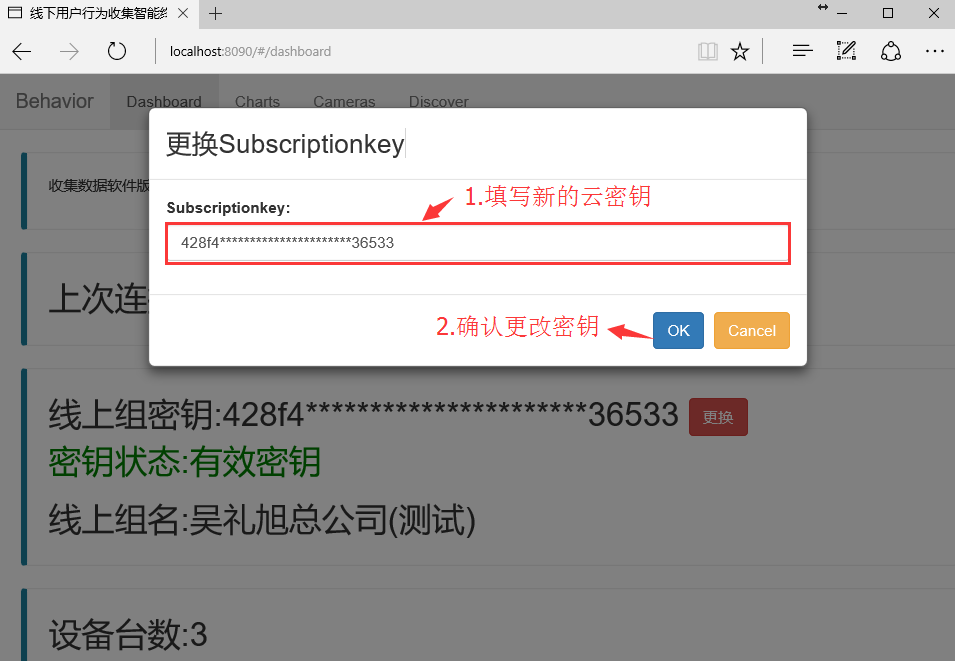 线下用户行为收集智能终
localhost:8090/#/dashboard
Behavior Dashboard Charts Cameras Discover
更换Subscriptionkey
收集数据软件版
1.填写新的云密钥
Subscriptionkey:
428f4**********************36533
上次连
2.确认更改密钥
OK Cancel
线上组密钥:428f4**********************36533 更换
密钥状态:有效密钥
线上组名:吴礼旭总公司(测试)
设备台数:3